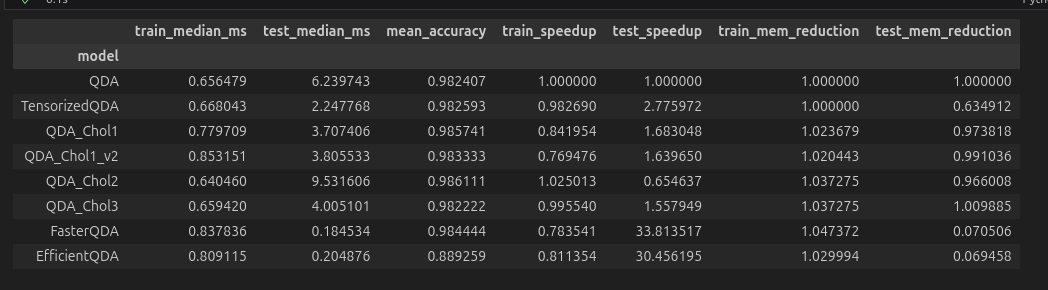 train_median_ms test_median_ms mean_accuracy train_speedup test_speedup train_mem_reduction test_mem_reduction
model
QDA 0.656479 6.239743 0.982407 1.000000 1.000000 1.000000 1.000000
TensorizedQDA 0.668043 2.247768 0.982593 0.982690 2.775972 1.000000 0.634912
QDA_Chol1 0.779709 3.707406 0.985741 0.841954 1.683048 1.023679 0.973818
QDA_Chol1_v2 0.853151 3.805533 0.983333 0.769476 1.639650 1.020443 0.991036
QDA_Chol2 0.640460 9.531606 0.986111 1.025013 0.654637 1.037275 0.966008
QDA_Chol3 0.659420 4.005101 0.982222 0.995540 1.557949 1.037275 1.009885
FasterQDA 0.837836 0.184534 0.984444 0.783541 33.813517 1.047372 0.070506
EfficientQDA 0.809115 0.204876 0.889259 0.811354 30.456195 1.029994 0.069458